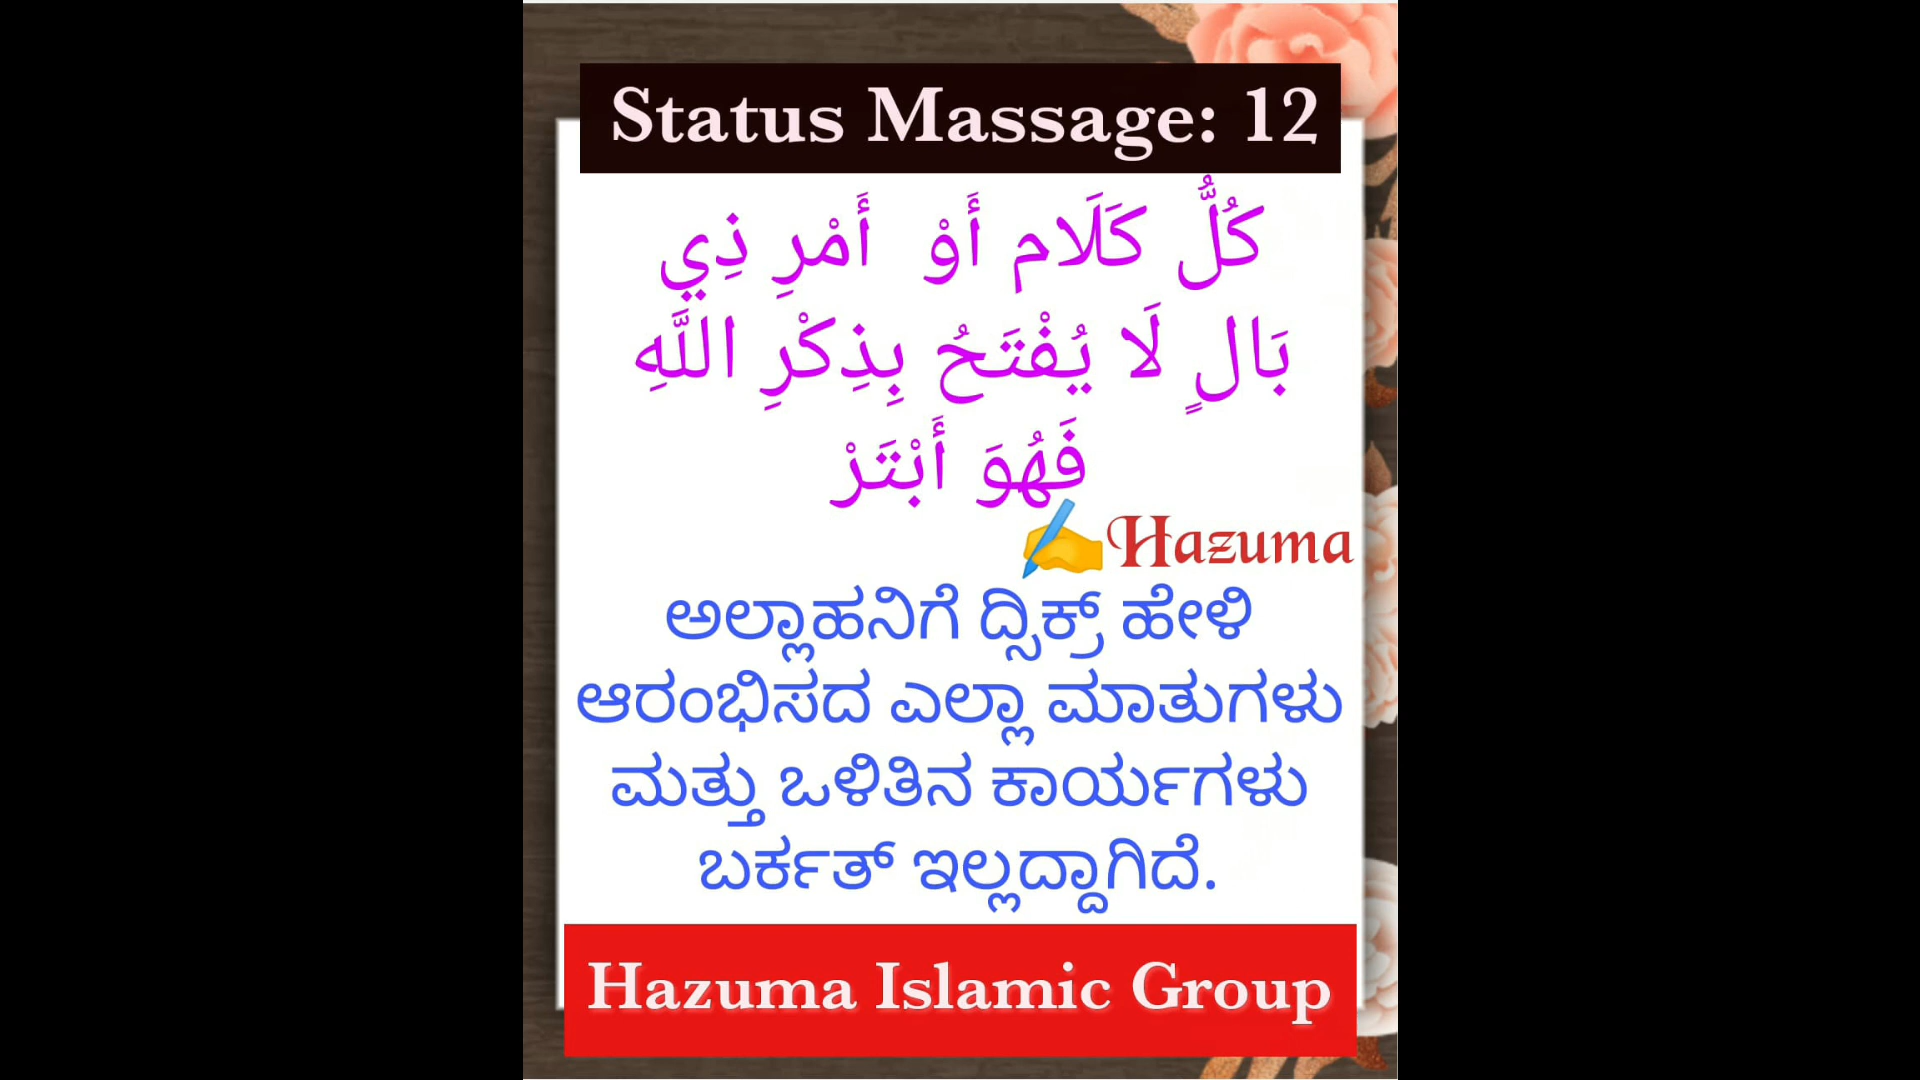 Status Massage: 12
كُلُّ كَلَام أَوْ أَمْرِ ذِي
بَالٍ لَا يُفْتَحُ بِذِكْرِ اللَّهِ
فَهُوَ أَبْتَرْ
✍Hazuma
ಅಲ್ಲಾಹನಿಗೆ ದ್ಸಿಕ್ರ್ ಹೇಳಿ
ಆರಂಭಿಸದ ಎಲ್ಲಾ ಮಾತುಗಳು
ಮತ್ತು ಒಳಿತಿನ ಕಾರ್ಯಗಳು
ಬರ್ಕತ್ ಇಲ್ಲದ್ದಾಗಿದೆ.
Hazuma Islamic Group